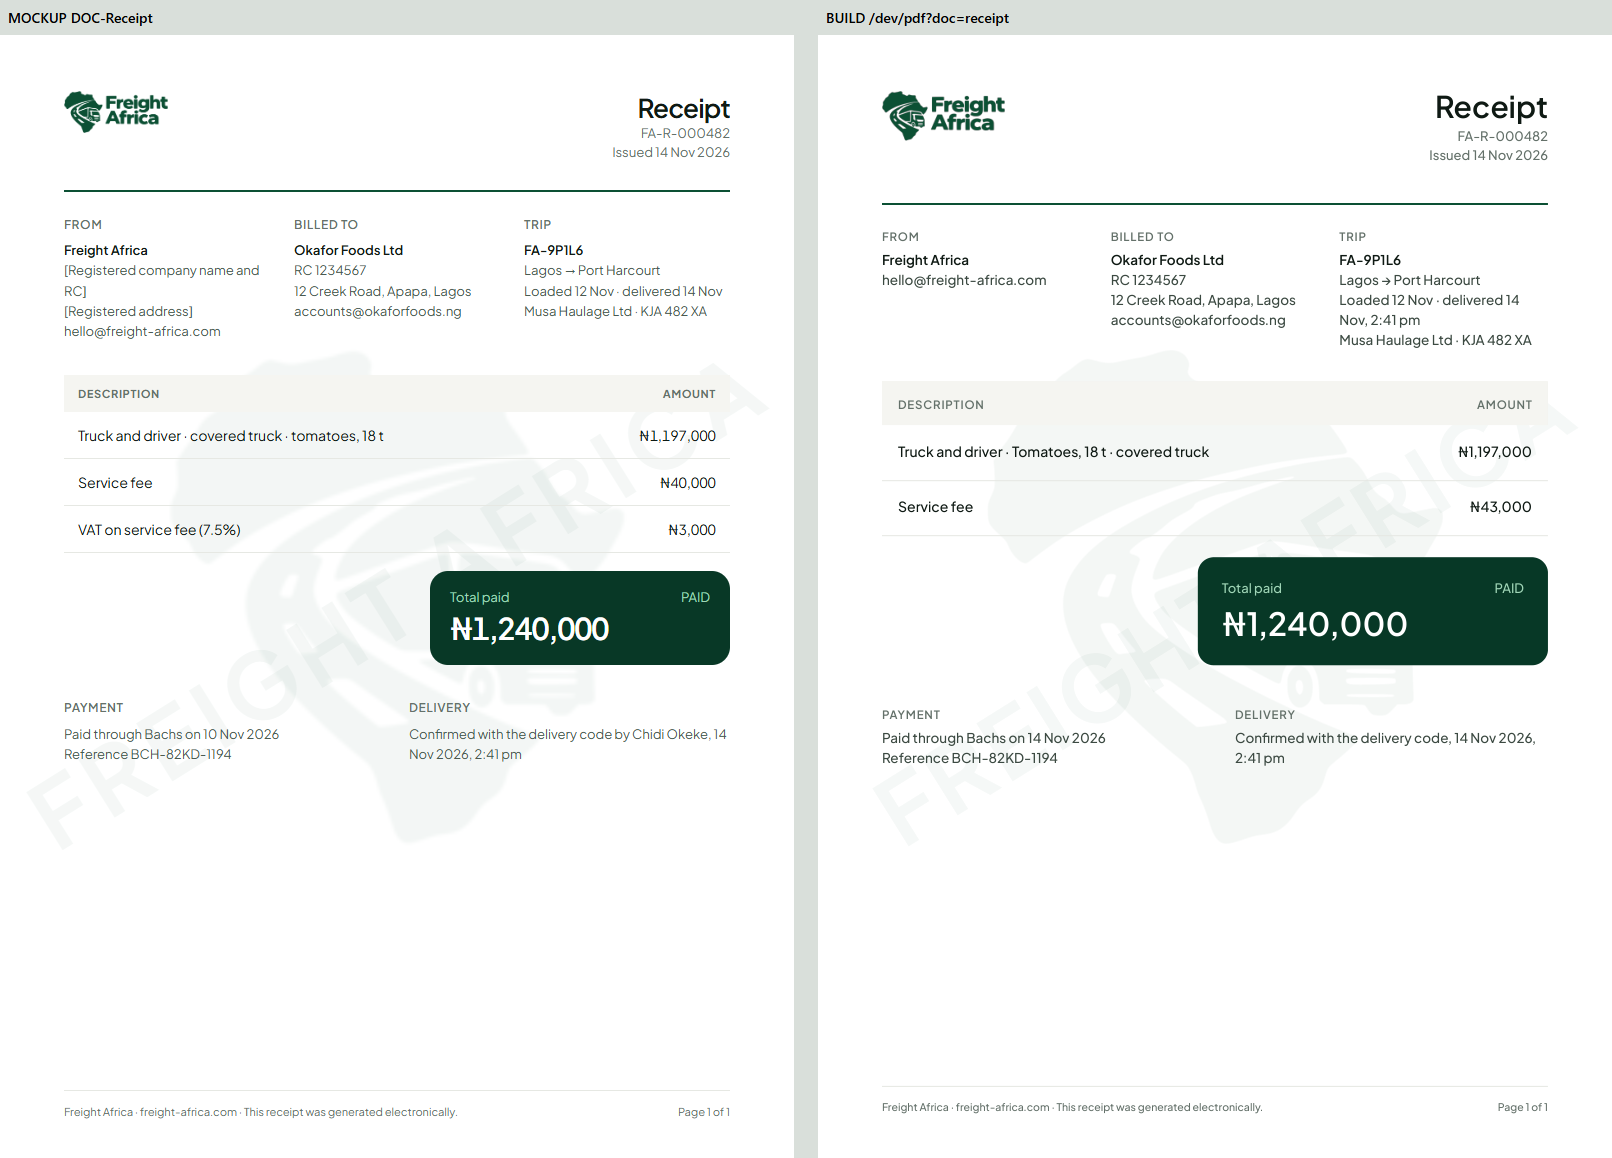 MOCKUP DOC-Receipt
Freight
Africa
Receipt
FA-R-000482
Issued 14 Nov 2026
FROM
Freight Africa
[Registered company name and
RC]
[Registered address]
hello@freight-africa.com
BILLED TO
Okafor Foods Ltd
RC 1234567
12 Creek Road, Apapa, Lagos
accounts@okaforfoods.ng
TRIP
FA-9P1L6
Lagos → Port Harcourt
Loaded 12 Nov · delivered 14 Nov
Musa Haulage Ltd · KJA 482 XA
DESCRIPTION AMOUNT
Truck and driver · covered truck · tomatoes, 18 t ₦1,197,000
Service fee ₦40,000
VAT on service fee (7.5%) ₦3,000
Total paid PAID
₦1,240,000
PAYMENT
Paid through Bachs on 10 Nov 2026
Reference BCH-82KD-1194
DELIVERY
Confirmed with the delivery code by Chidi Okeke, 14
Nov 2026, 2:41 pm
FREIGHT AFRICA
Freight Africa · freight-africa.com · This receipt was generated electronically. Page 1 of 1
BUILD /dev/pdf?doc=receipt
Freight
Africa
Receipt
FA-R-000482
Issued 14 Nov 2026
FROM
Freight Africa
hello@freight-africa.com
BILLED TO
Okafor Foods Ltd
RC 1234567
12 Creek Road, Apapa, Lagos
accounts@okaforfoods.ng
TRIP
FA-9P1L6
Lagos → Port Harcourt
Loaded 12 Nov · delivered 14
Nov, 2:41 pm
Musa Haulage Ltd · KJA 482 XA
DESCRIPTION AMOUNT
Truck and driver · Tomatoes, 18 t · covered truck ₦1,197,000
Service fee ₦43,000
Total paid PAID
₦1,240,000
PAYMENT
Paid through Bachs on 14 Nov 2026
Reference BCH-82KD-1194
DELIVERY
Confirmed with the delivery code, 14 Nov 2026,
2:41 pm
FREIGHT AFRICA
Freight Africa · freight-africa.com · This receipt was generated electronically. Page 1 of 1